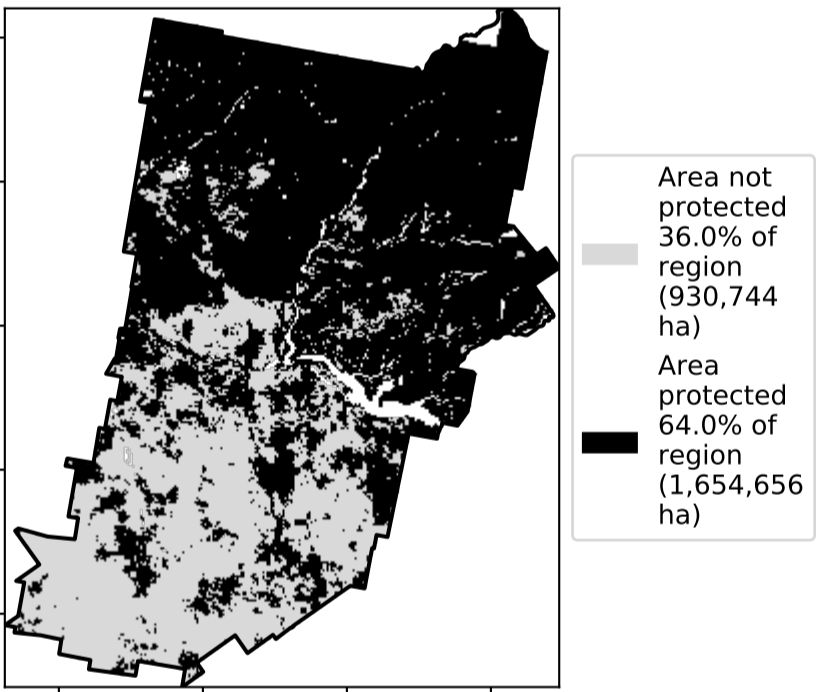 Area not
protected
36.0% of
region
(930,744
ha)
Area
protected
64.0% of
region
(1,654,656
ha)